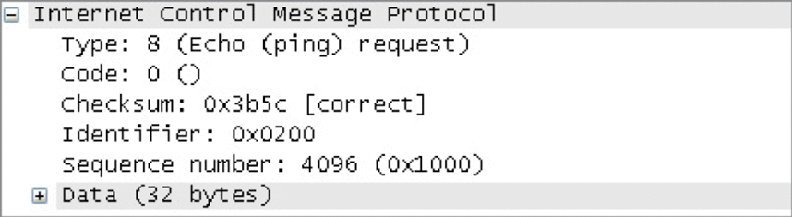 Internet Control Message Protocol
Type: 8 (Echo (ping) request)
Code: 0 ()
Checksum: 0x3b5c [correct]
Identifier: 0x0200
Sequence number: 4096 (0x1000)
Data (32 bytes)